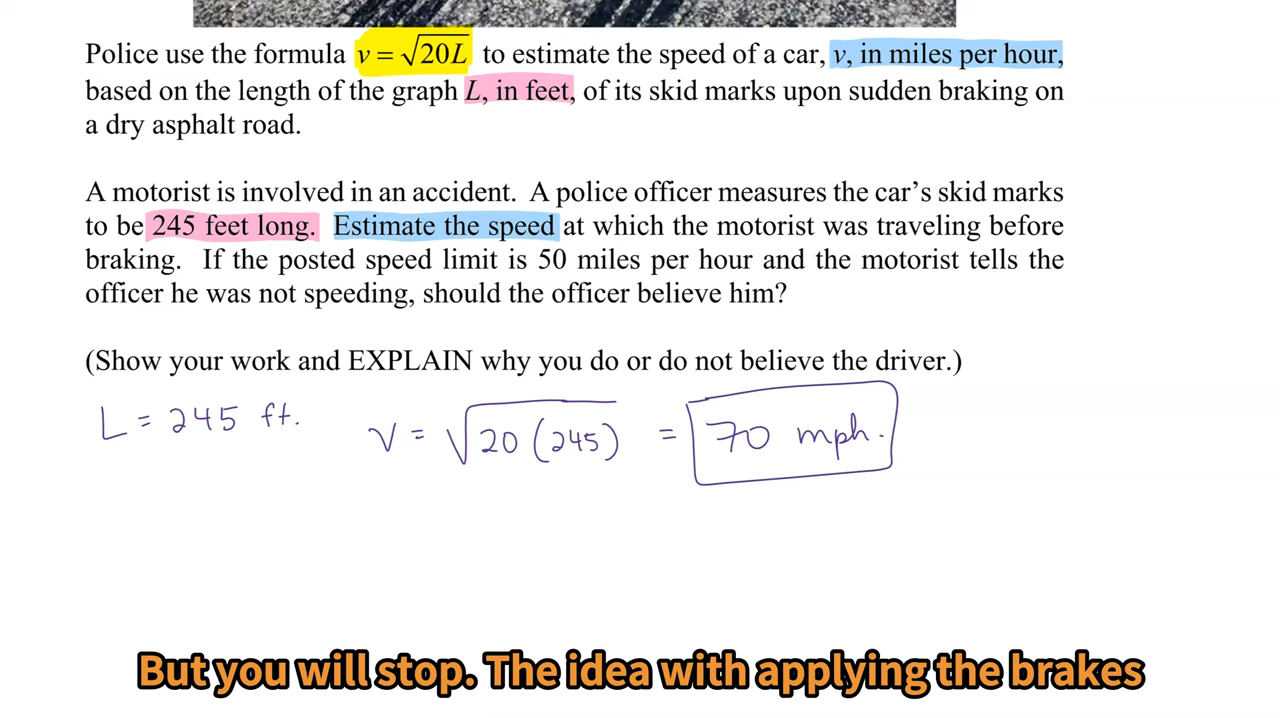 Police use the formula v = √20L to estimate the speed of a car, v, in miles per hour,
based on the length of the graph L, in feet, of its skid marks upon sudden braking on
a dry asphalt road.
A motorist is involved in an accident. A police officer measures the car's skid marks
to be 245 feet long. Estimate the speed at which the motorist was traveling before
braking. If the posted speed limit is 50 miles per hour and the motorist tells the
officer he was not speeding, should the officer believe him?
(Show your work and EXPLAIN why you do or do not believe the driver.)
L = 245 ft. V = √20(245) = 70 mph.
But you will stop. The idea with applying the brakes